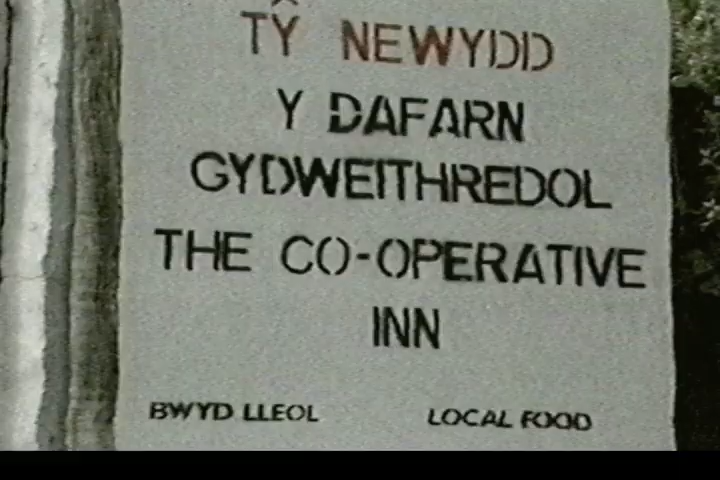 TŶ NEWYDD
Y DAFARN
GYDWEITHREDOL
THE CO-OPERATIVE
INN
BWYD LLEOL LOCAL FOOD